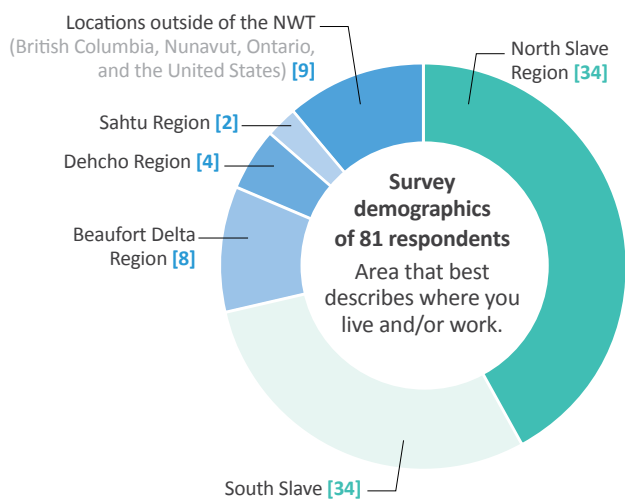 Locations outside of the NWT
(British Columbia, Nunavut, Ontario,
and the United States) [9]
North Slave
Region [34]
Sahtu Region [2]
Dehcho Region [4]
Beaufort Delta
Region [8]
Survey
demographics
of 81 respondents
Area that best
describes where you
live and/or work.
South Slave [34]